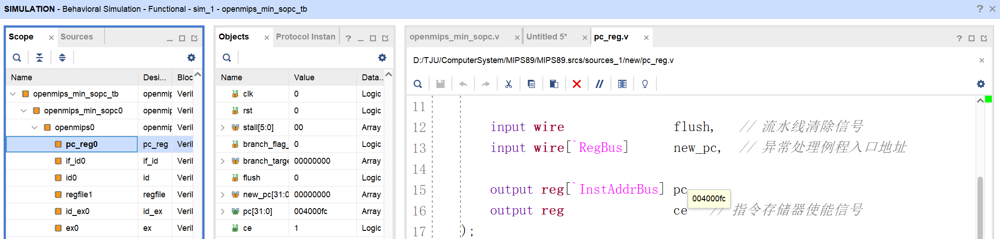 SIMULATION - Behavioral Simulation - Functional - sim_1 - openmips_min_sopc_tb
Scope
Sources
Name Desi... Bloc
openmips_min_sopc_tb openmip Veril
openmips_min_sopc0 openmip Veril
openmips0 openmip Veril
pc_reg0 pc_reg Veril
if_id0 if_id Veril
id0 id Veril
regfile1 regfile Veril
id_ex0 id_ex Veril
ex0 ex Veril
Objects
Protocol Instan
Name Value Data...
clk 0 Logic
rst 0 Logic
stall[5:0] 00 Array
branch_flag_ 0 Logic
branch_targe 00000000 Array
flush 0 Logic
new_pc[31:0 00000000 Array
pc[31:0] 004000fc Array
ce 1 Logic
openmips_min_sopc.v
Untitled 5*
pc_reg.v
D:/TJU/ComputerSystem/MIPS89/MIPS89.srcs/sources_1/new/pc_reg.v
11
12 input wire flush, // 流水线清除信号
13 input wire[`RegBus] new_pc, // 异常处理例程入口地址
14
15 output reg[`InstAddrBus] pc
004000fc
16 output reg ce // 指令存储器使能信号
17 );